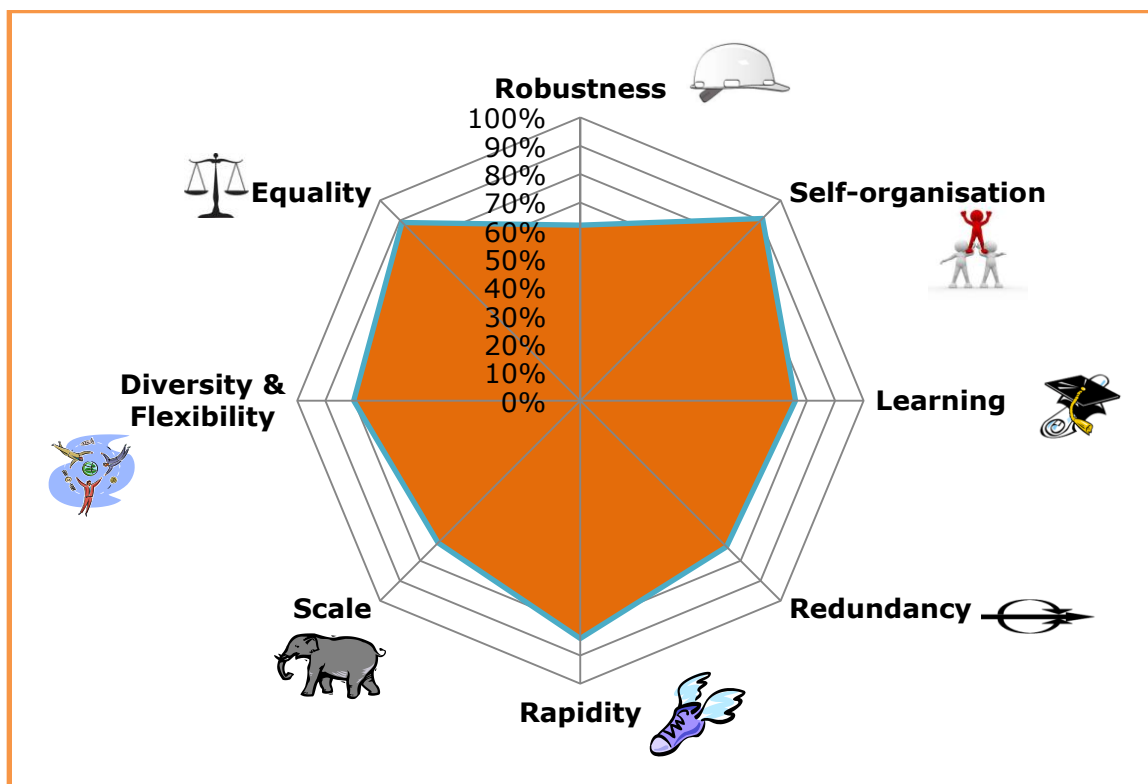 Robustness
100%
90%
80%
70%
60%
50%
40%
30%
20%
10%
0%
Self-organisation
Learning
Redundancy
Rapidity
Scale
Diversity &
Flexibility
Equality